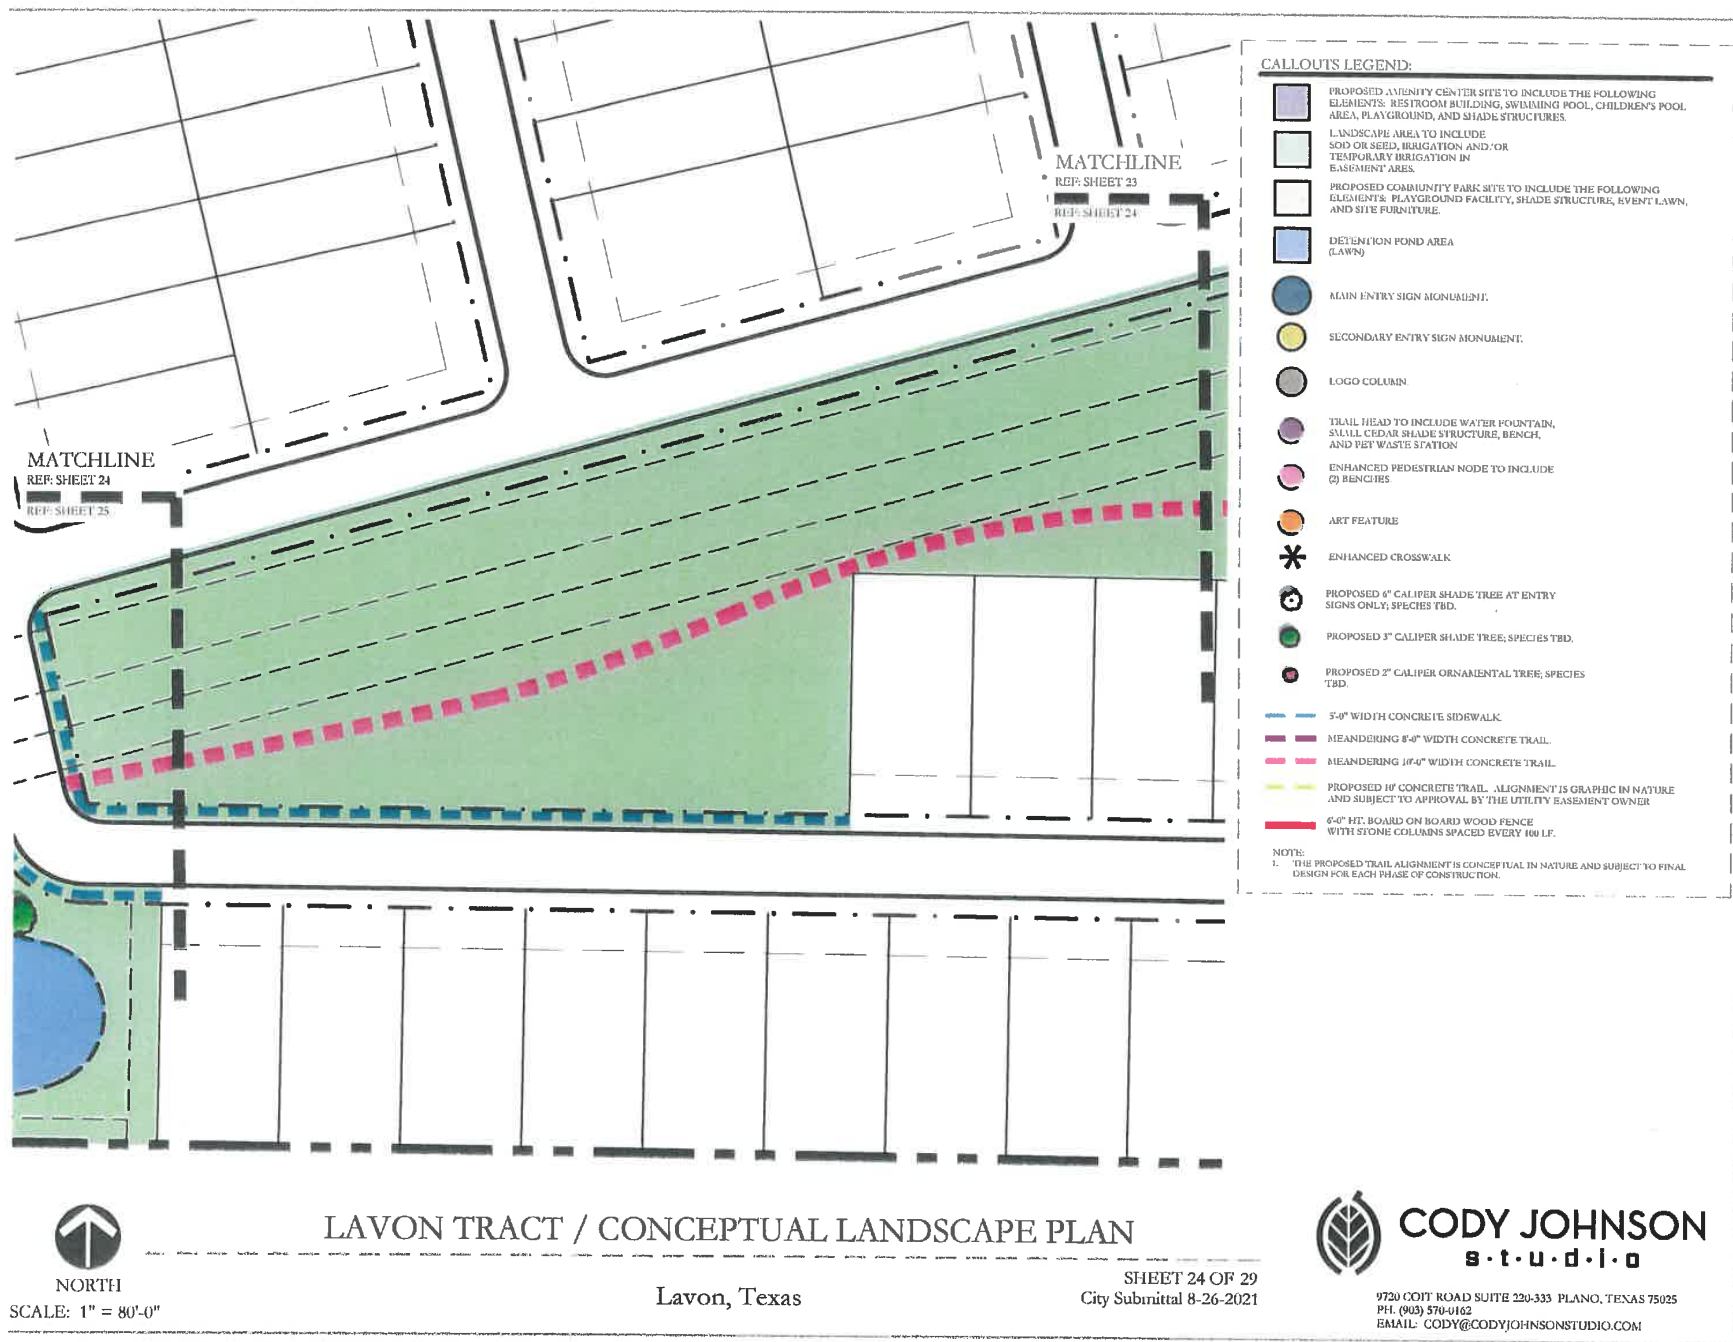 MATCHLINE
REF: SHEET 23
REF: SHEET 24
MATCHLINE
REF: SHEET 24
REF: SHEET 25
CALLOUTS LEGEND:
PROPOSED AMENITY CENTER SITE TO INCLUDE THE FOLLOWING
ELEMENTS: RESTROOM BUILDING, SWIMMING POOL, CHILDREN'S POOL
AREA, PLAYGROUND, AND SHADE STRUCTURES.
LANDSCAPE AREA TO INCLUDE
SOD OR SEED, IRRIGATION AND/OR
TEMPORARY IRRIGATION IN
EASEMENT ARES.
PROPOSED COMMUNITY PARK SITE TO INCLUDE THE FOLLOWING
ELEMENTS: PLAYGROUND FACILITY, SHADE STRUCTURE, EVENT LAWN,
AND SITE FURNITURE.
DETENTION POND AREA
(LAWN)
MAIN ENTRY SIGN MONUMENT.
SECONDARY ENTRY SIGN MONUMENT.
LOGO COLUMN
TRAIL HEAD TO INCLUDE WATER FOUNTAIN,
SMALL CEDAR SHADE STRUCTURE, BENCH,
AND PET WASTE STATION
ENHANCED PEDESTRIAN NODE TO INCLUDE
(2) BENCHES
ART FEATURE
ENHANCED CROSSWALK
PROPOSED 6" CALIPER SHADE TREE AT ENTRY
SIGNS ONLY; SPECIES TBD.
PROPOSED 3" CALIPER SHADE TREE; SPECIES TBD.
PROPOSED 2" CALIPER ORNAMENTAL TREE; SPECIES
TBD.
5'-0" WIDTH CONCRETE SIDEWALK
MEANDERING 8'-0" WIDTH CONCRETE TRAIL.
MEANDERING 10'-0" WIDTH CONCRETE TRAIL
PROPOSED 10' CONCRETE TRAIL. ALIGNMENT IS GRAPHIC IN NATURE
AND SUBJECT TO APPROVAL BY THE UTILITY EASEMENT OWNER
6'-0" HT. BOARD ON BOARD WOOD FENCE
WITH STONE COLUMNS SPACED EVERY 100 LF.
NOTE:
1. THE PROPOSED TRAIL ALIGNMENT IS CONCEPTUAL IN NATURE AND SUBJECT TO FINAL
DESIGN FOR EACH PHASE OF CONSTRUCTION.
NORTH
SCALE: 1" = 80'-0"
LAVON TRACT / CONCEPTUAL LANDSCAPE PLAN
Lavon, Texas
SHEET 24 OF 29
City Submittal 8-26-2021
CODY JOHNSON
s·t·u·d·i·o
9720 COIT ROAD SUITE 220-333 PLANO, TEXAS 75025
PH. (903) 570-0162
EMAIL: CODY@CODYJOHNSONSTUDIO.COM